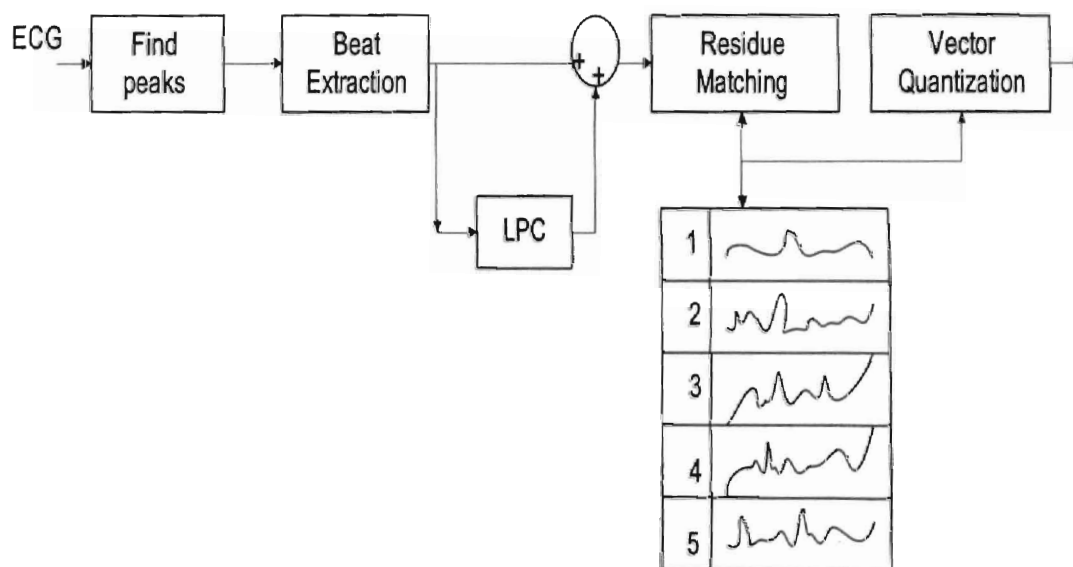 ECG
Find
peaks
Beat
Extraction
+
+
Residue
Matching
Vector
Quantization
LPC
1
2
3
4
5